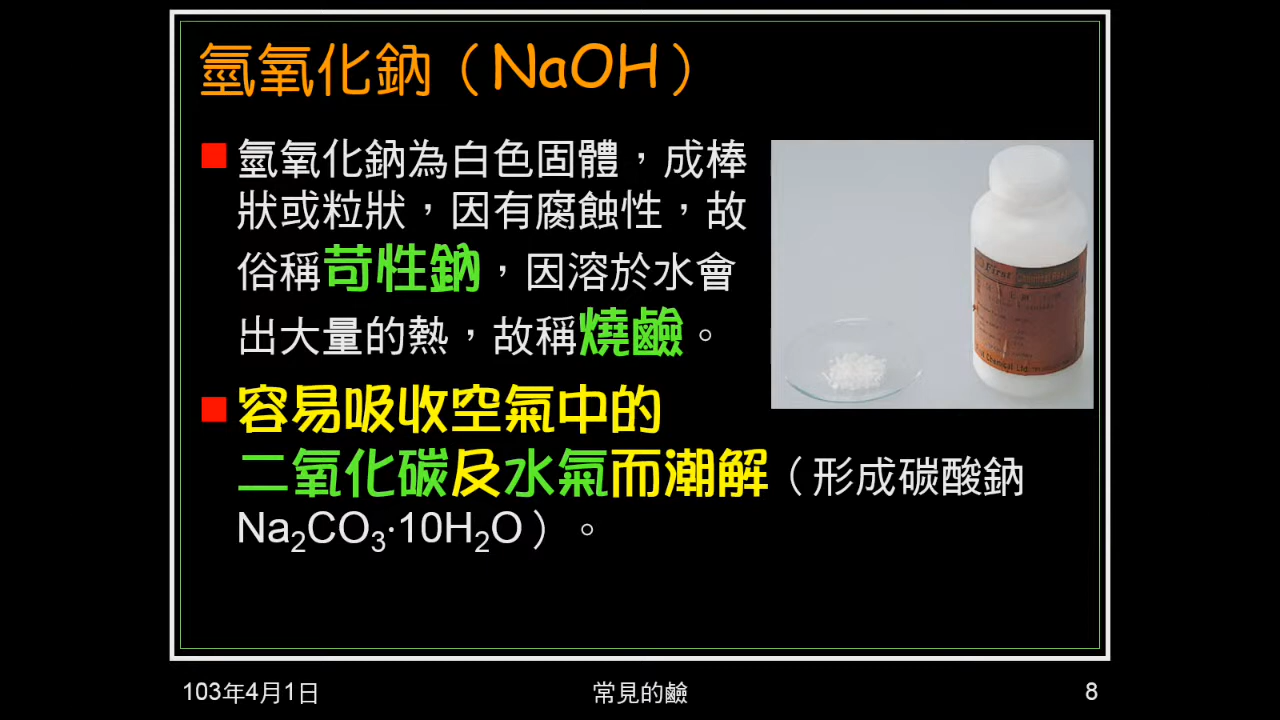 氫氧化鈉（NaOH）
氫氧化鈉為白色固體，成棒
狀或粒狀，因有腐蝕性，故
俗稱苛性鈉，因溶於水會
出大量的熱，故稱燒鹼。
容易吸收空氣中的
二氧化碳及水氣而潮解（形成碳酸鈉
Na₂CO₃·10H₂O）。
First
Chemical Ltd.
103年4月1日
常見的鹼
8